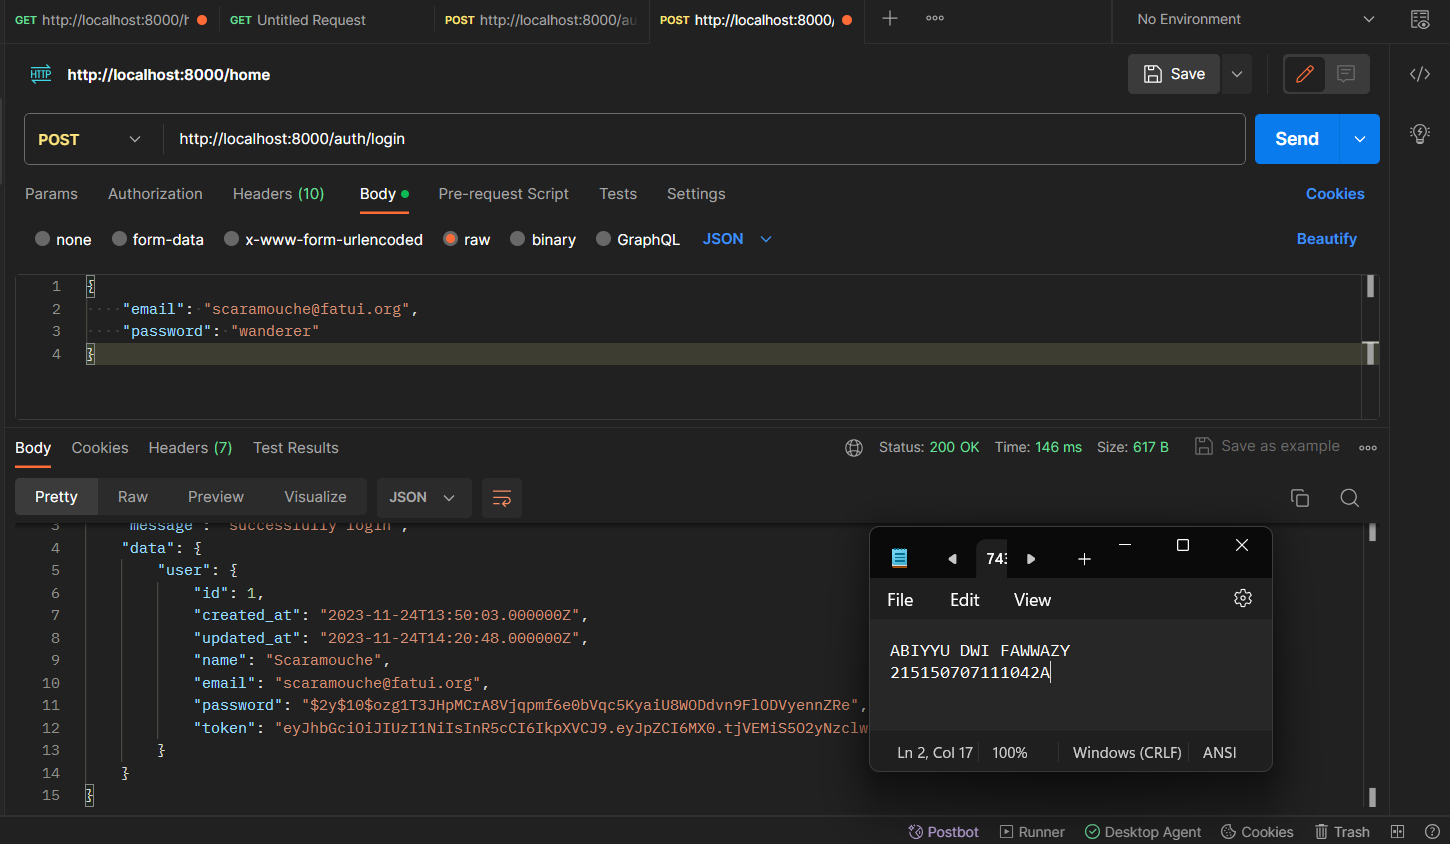 GET http://localhost:8000/h
GET Untitled Request
POST http://localhost:8000/au
POST http://localhost:8000/
No Environment
HTTP http://localhost:8000/home
Save
POST http://localhost:8000/auth/login
Send
Params Authorization Headers (10) Body Pre-request Script Tests Settings Cookies
none form-data x-www-form-urlencoded raw binary GraphQL JSON Beautify
1 {
2 "email": "scaramouche@fatui.org",
3 "password": "wanderer"
4 }
Body Cookies Headers (7) Test Results Status: 200 OK Time: 146 ms Size: 617 B Save as example
Pretty Raw Preview Visualize JSON
3 "message": "successfully login",
4 "data": {
5 "user": {
6 "id": 1,
7 "created_at": "2023-11-24T13:50:03.000000Z",
8 "updated_at": "2023-11-24T14:20:48.000000Z",
9 "name": "Scaramouche",
10 "email": "scaramouche@fatui.org",
11 "password": "$2y$10$ozg1T3JHpMCrA8Vjqpmf6e0bVqc5KyaiU8WODdvn9FlODVyennZRe",
12 "token": "eyJhbGciOiJIUzI1NiIsInR5cCI6IkpXVCJ9.eyJpZCI6MX0.tjVEMiS5O2yNzclw
13 }
14 }
15 }
743
File Edit View
ABIYYU DWI FAWWAZY
215150707111042A
Ln 2, Col 17 100% Windows (CRLF) ANSI
Postbot Runner Desktop Agent Cookies Trash